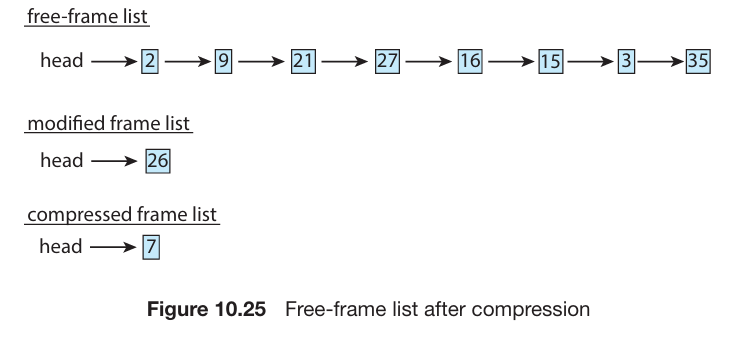 free-frame list
head 2 9 21 27 16 15 3 35
modified frame list
head 26
compressed frame list
head 7
Figure 10.25 Free-frame list after compression